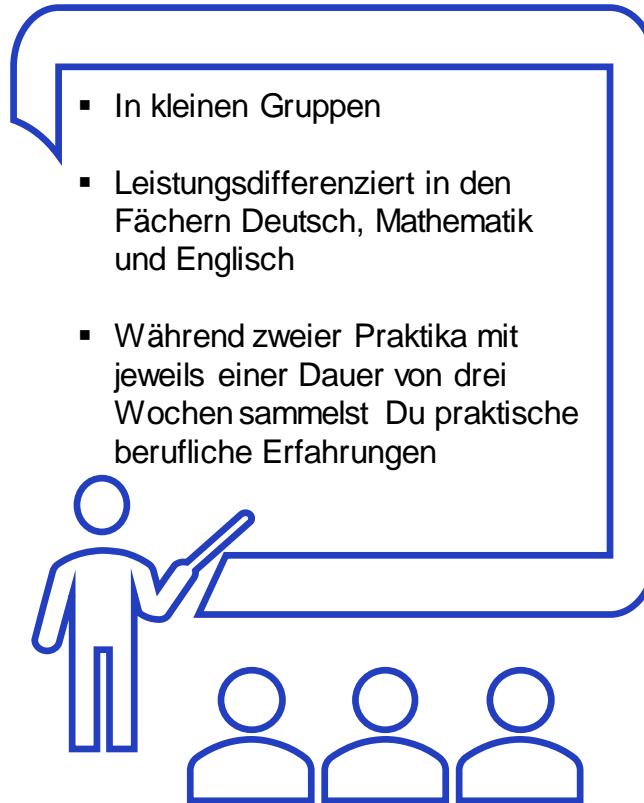 ▪ In kleinen Gruppen
▪ Leistungsdifferenziert in den
Fächern Deutsch, Mathematik
und Englisch
▪ Während zweier Praktika mit
jeweils einer Dauer von drei
Wochen sammelst Du praktische
berufliche Erfahrungen